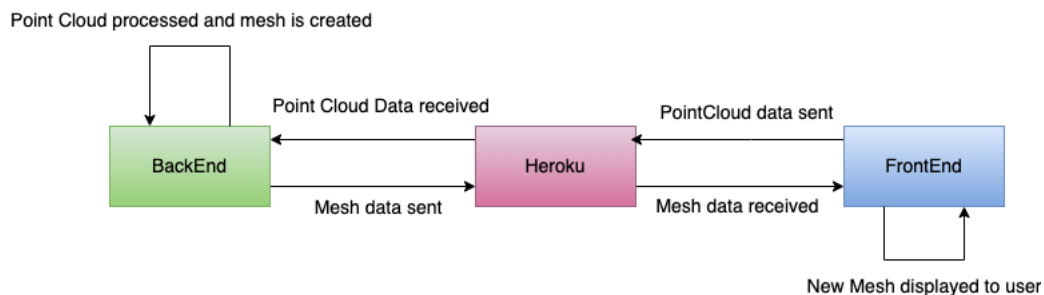 Point Cloud processed and mesh is created
Point Cloud Data received
PointCloud data sent
BackEnd
Heroku
FrontEnd
Mesh data sent
Mesh data received
New Mesh displayed to user